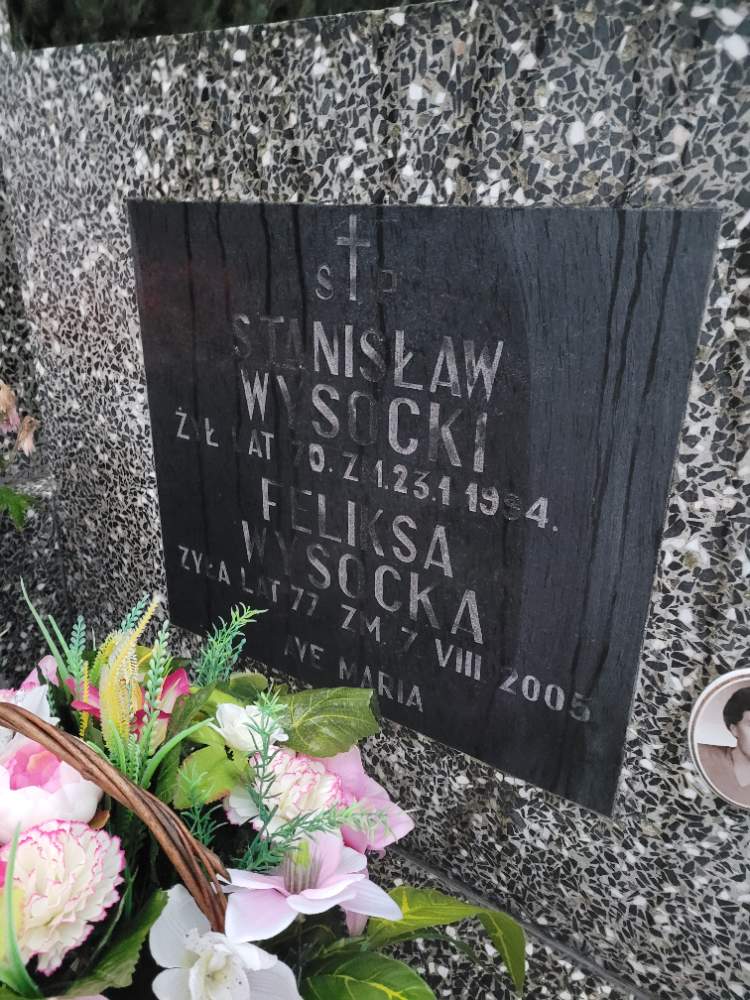 S P
STANISŁAW
WYSOCKI
ŻYŁ LAT 70. ZM. 23.1 1994.
FELIKSA
WYSOCKA
ŻYŁA LAT 77 ZM. 7 VIII 2005
AVE MARIA